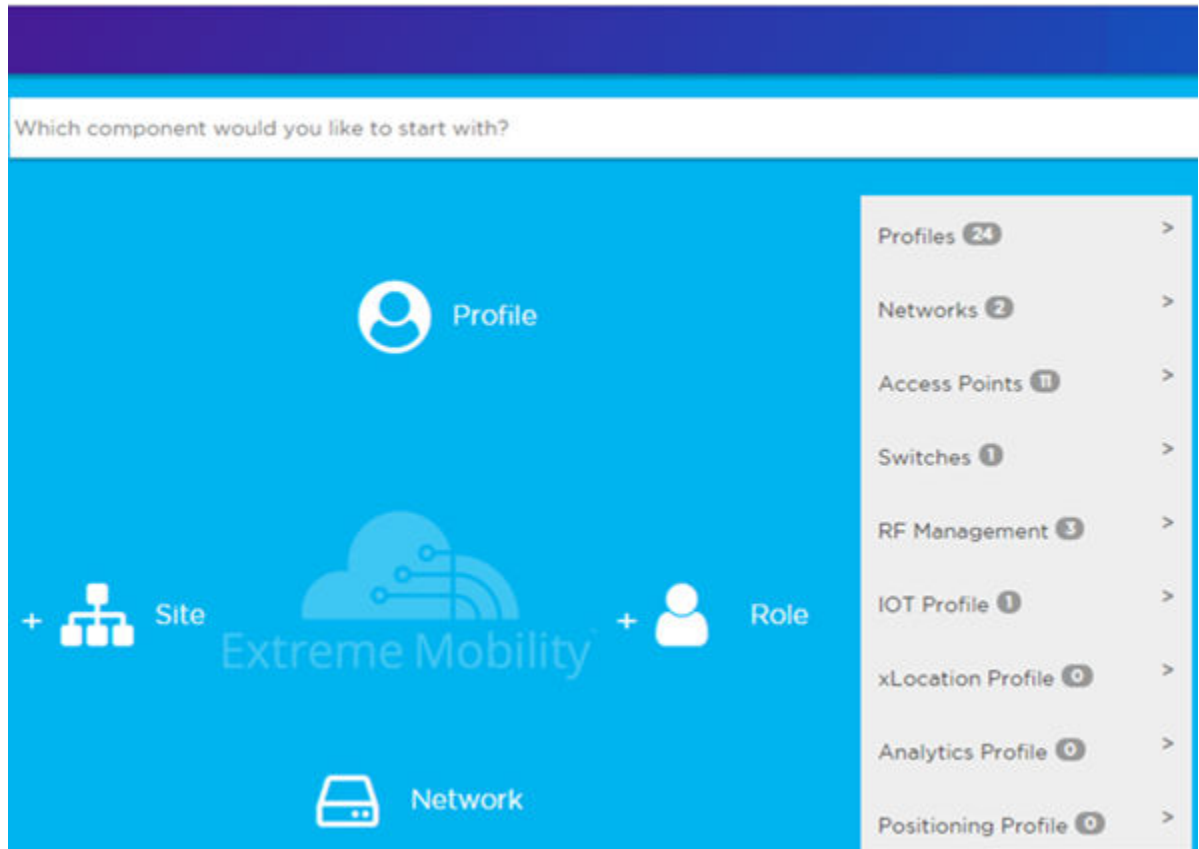 Which component would you like to start with?
Profile
+ Site
Extreme Mobility
+ Role
Network
Profiles 24 >
Networks 2 >
Access Points 11 >
Switches 1 >
RF Management 3 >
IOT Profile 1 >
xLocation Profile 0 >
Analytics Profile 0 >
Positioning Profile 0 >